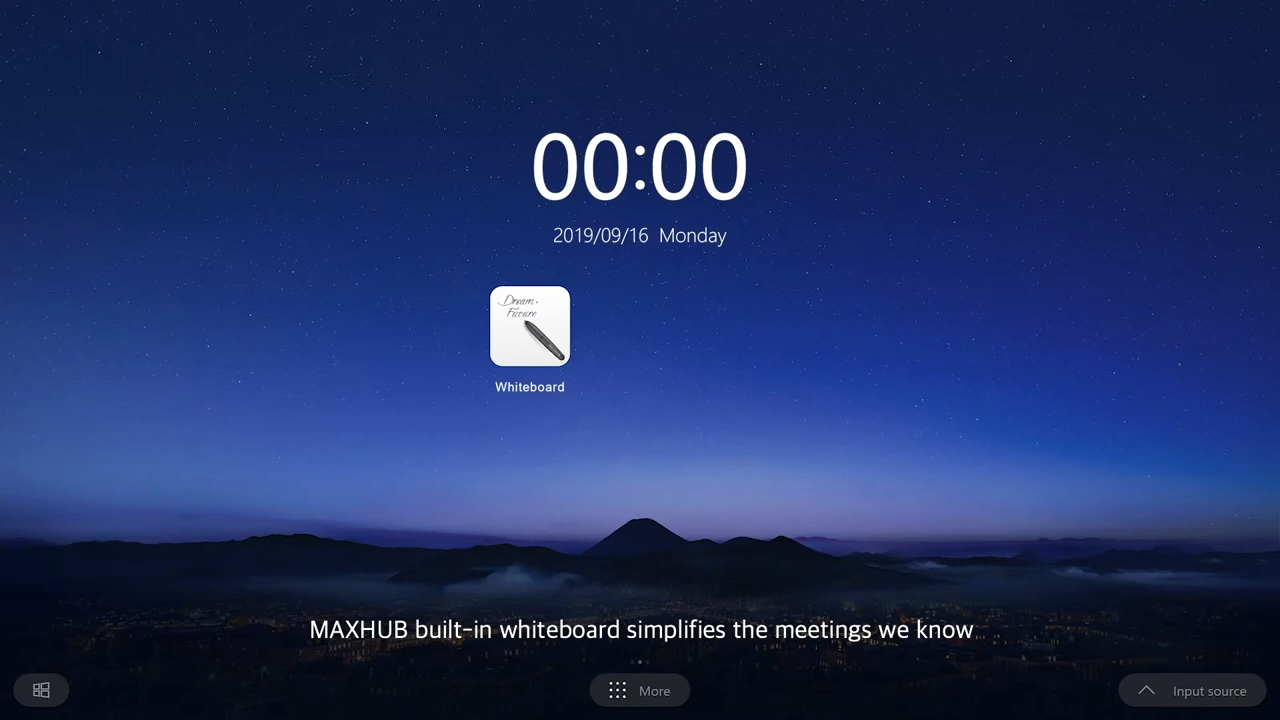 00:00
2019/09/16 Monday
Dream·
Whiteboard
MAXHUB built-in whiteboard simplifies the meetings we know
More
Input source